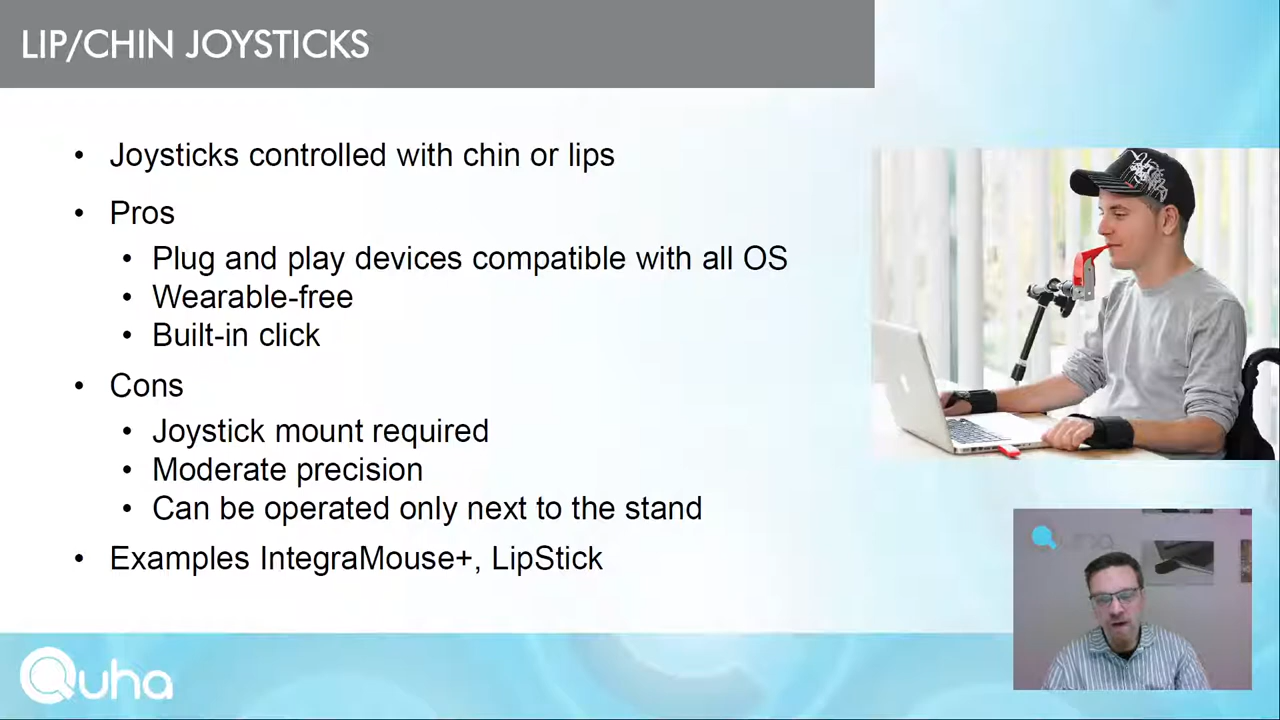 LIP/CHIN JOYSTICKS
• Joysticks controlled with chin or lips
• Pros
• Plug and play devices compatible with all OS
• Wearable-free
• Built-in click
• Cons
• Joystick mount required
• Moderate precision
• Can be operated only next to the stand
• Examples IntegraMouse+, LipStick
Quha
Quha